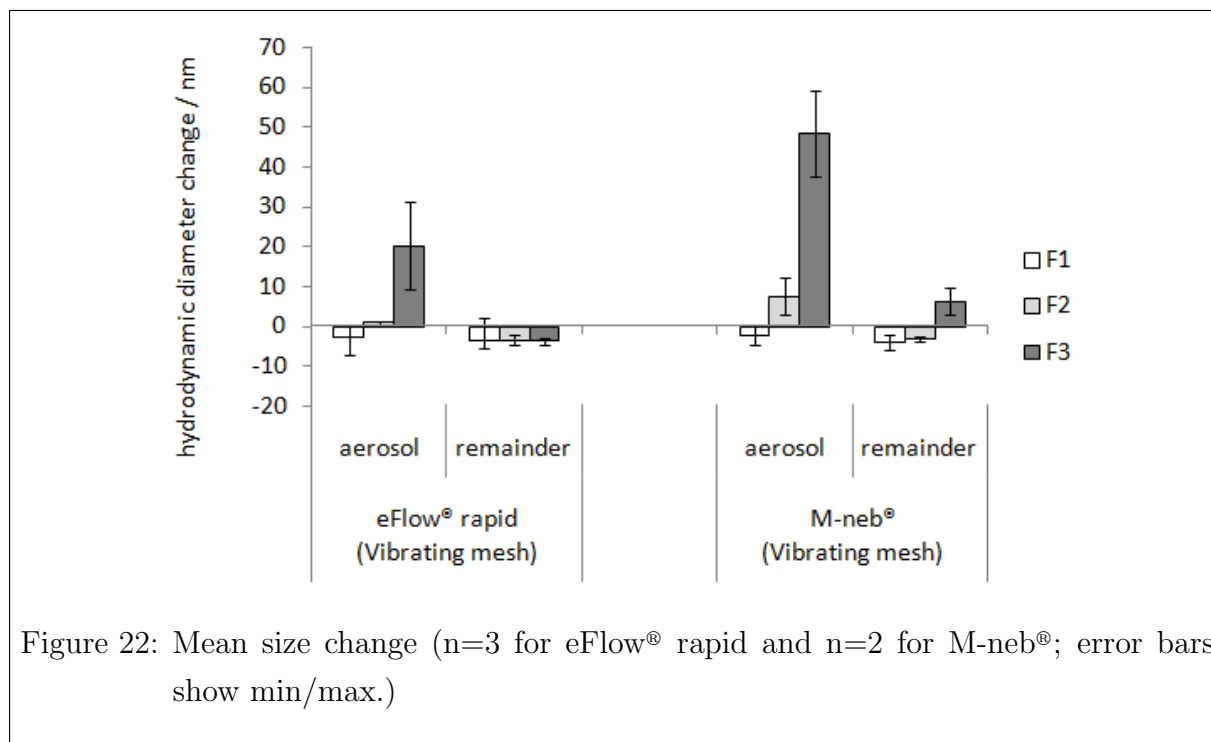 hydrodynamic diameter change / nm
70
60
50
40
30
20
10
0
-10
-20
F1
F2
F3
aerosol remainder aerosol remainder
eFlow® rapid M-neb®
(Vibrating mesh) (Vibrating mesh)
Figure 22: Mean size change (n=3 for eFlow® rapid and n=2 for M-neb®; error bars
show min/max.)